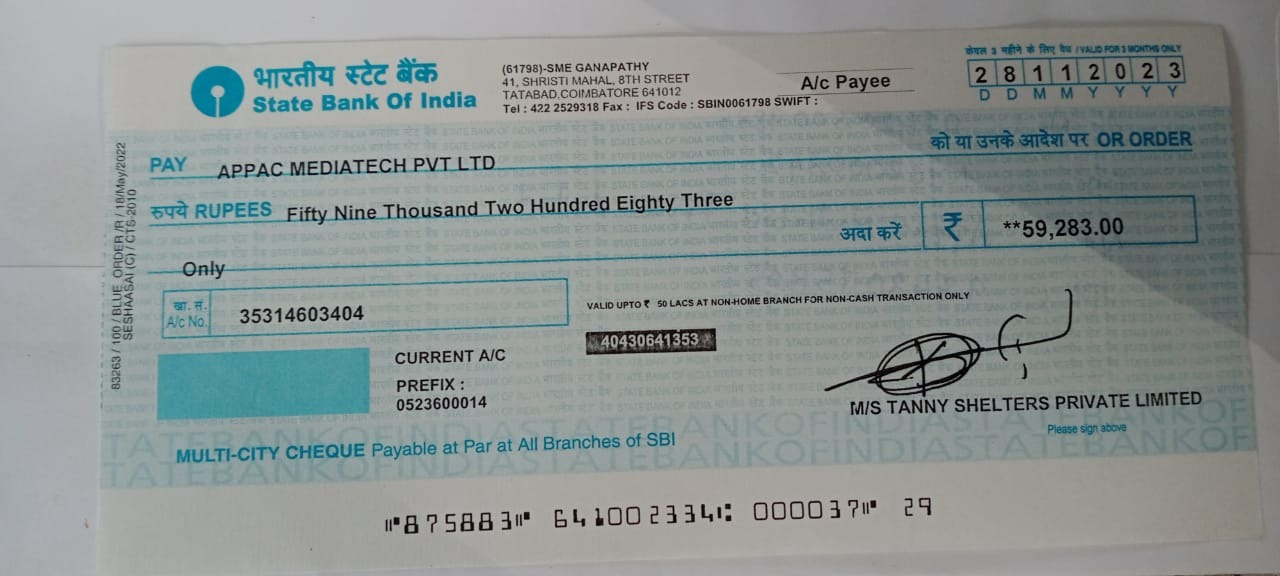 भारतीय स्टेट बैंक
State Bank Of India
(61798)-SME GANAPATHY
41, SHRISTI MAHAL, 8TH STREET
TATABAD,COIMBATORE 641012
Tel : 422 2529318 Fax : IFS Code : SBIN0061798 SWIFT :
A/c Payee
केवल 3 महीने के लिए वैध / VALID FOR 3 MONTHS ONLY
2 8 1 1 2 0 2 3
D D M M Y Y Y Y
PAY APPAC MEDIATECH PVT LTD
को या उनके आदेश पर OR ORDER
रुपये RUPEES Fifty Nine Thousand Two Hundred Eighty Three
अदा करें ₹ **59,283.00
Only
खा. सं.
A/c No. 35314603404
VALID UPTO ₹ 50 LACS AT NON-HOME BRANCH FOR NON-CASH TRANSACTION ONLY
40430641353
CURRENT A/C
PREFIX :
0523600014
M/S TANNY SHELTERS PRIVATE LIMITED
Please sign above
MULTI-CITY CHEQUE Payable at Par at All Branches of SBI
⑈875883⑈ 641002334⑆ 000037⑈ 29
83263 / 100 / BLUE ORDER /R / 18/May/2022
SESHAASAI (C) / CTS-2010